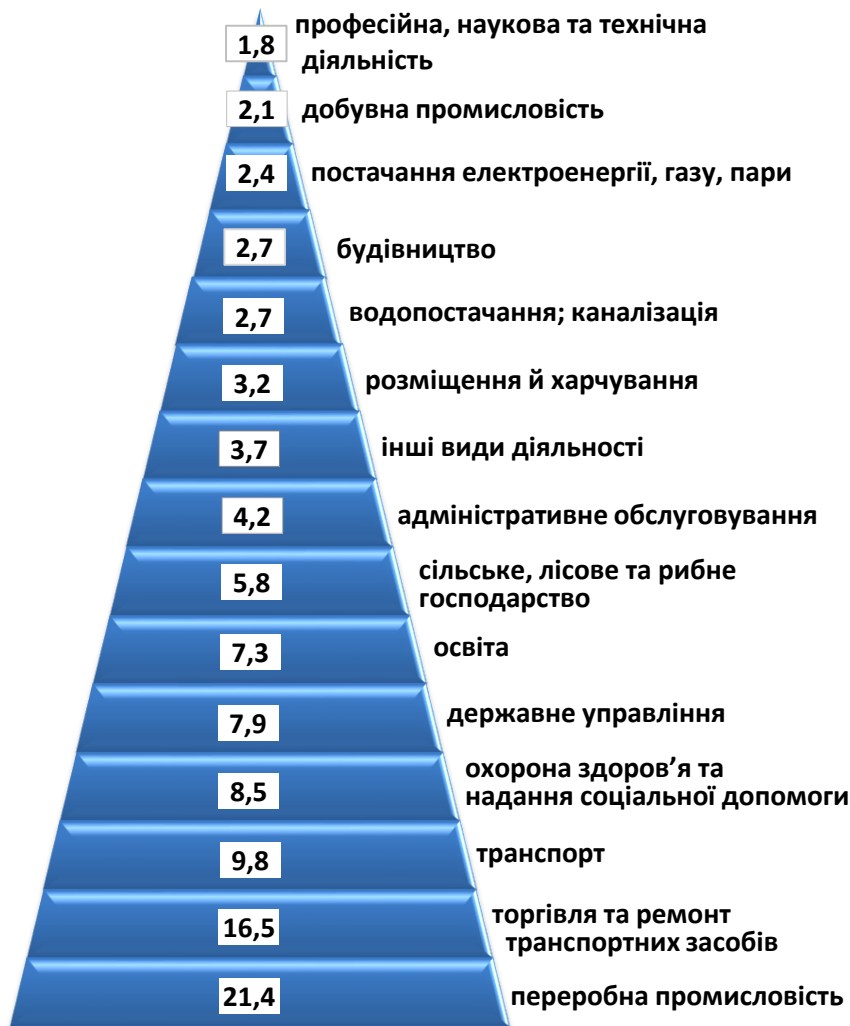 професійна, наукова та технічна
1,8
діяльність
2,1 добувна промисловість
2,4 постачання електроенергії, газу, пари
2,7 будівництво
2,7 водопостачання; каналізація
3,2 розміщення й харчування
3,7 інші види діяльності
4,2 адміністративне обслуговування
5,8 сільське, лісове та рибне
господарство
7,3 освіта
7,9 державне управління
8,5 охорона здоров’я та
надання соціальної допомоги
9,8 транспорт
16,5 торгівля та ремонт
транспортних засобів
21,4 переробна промисловість